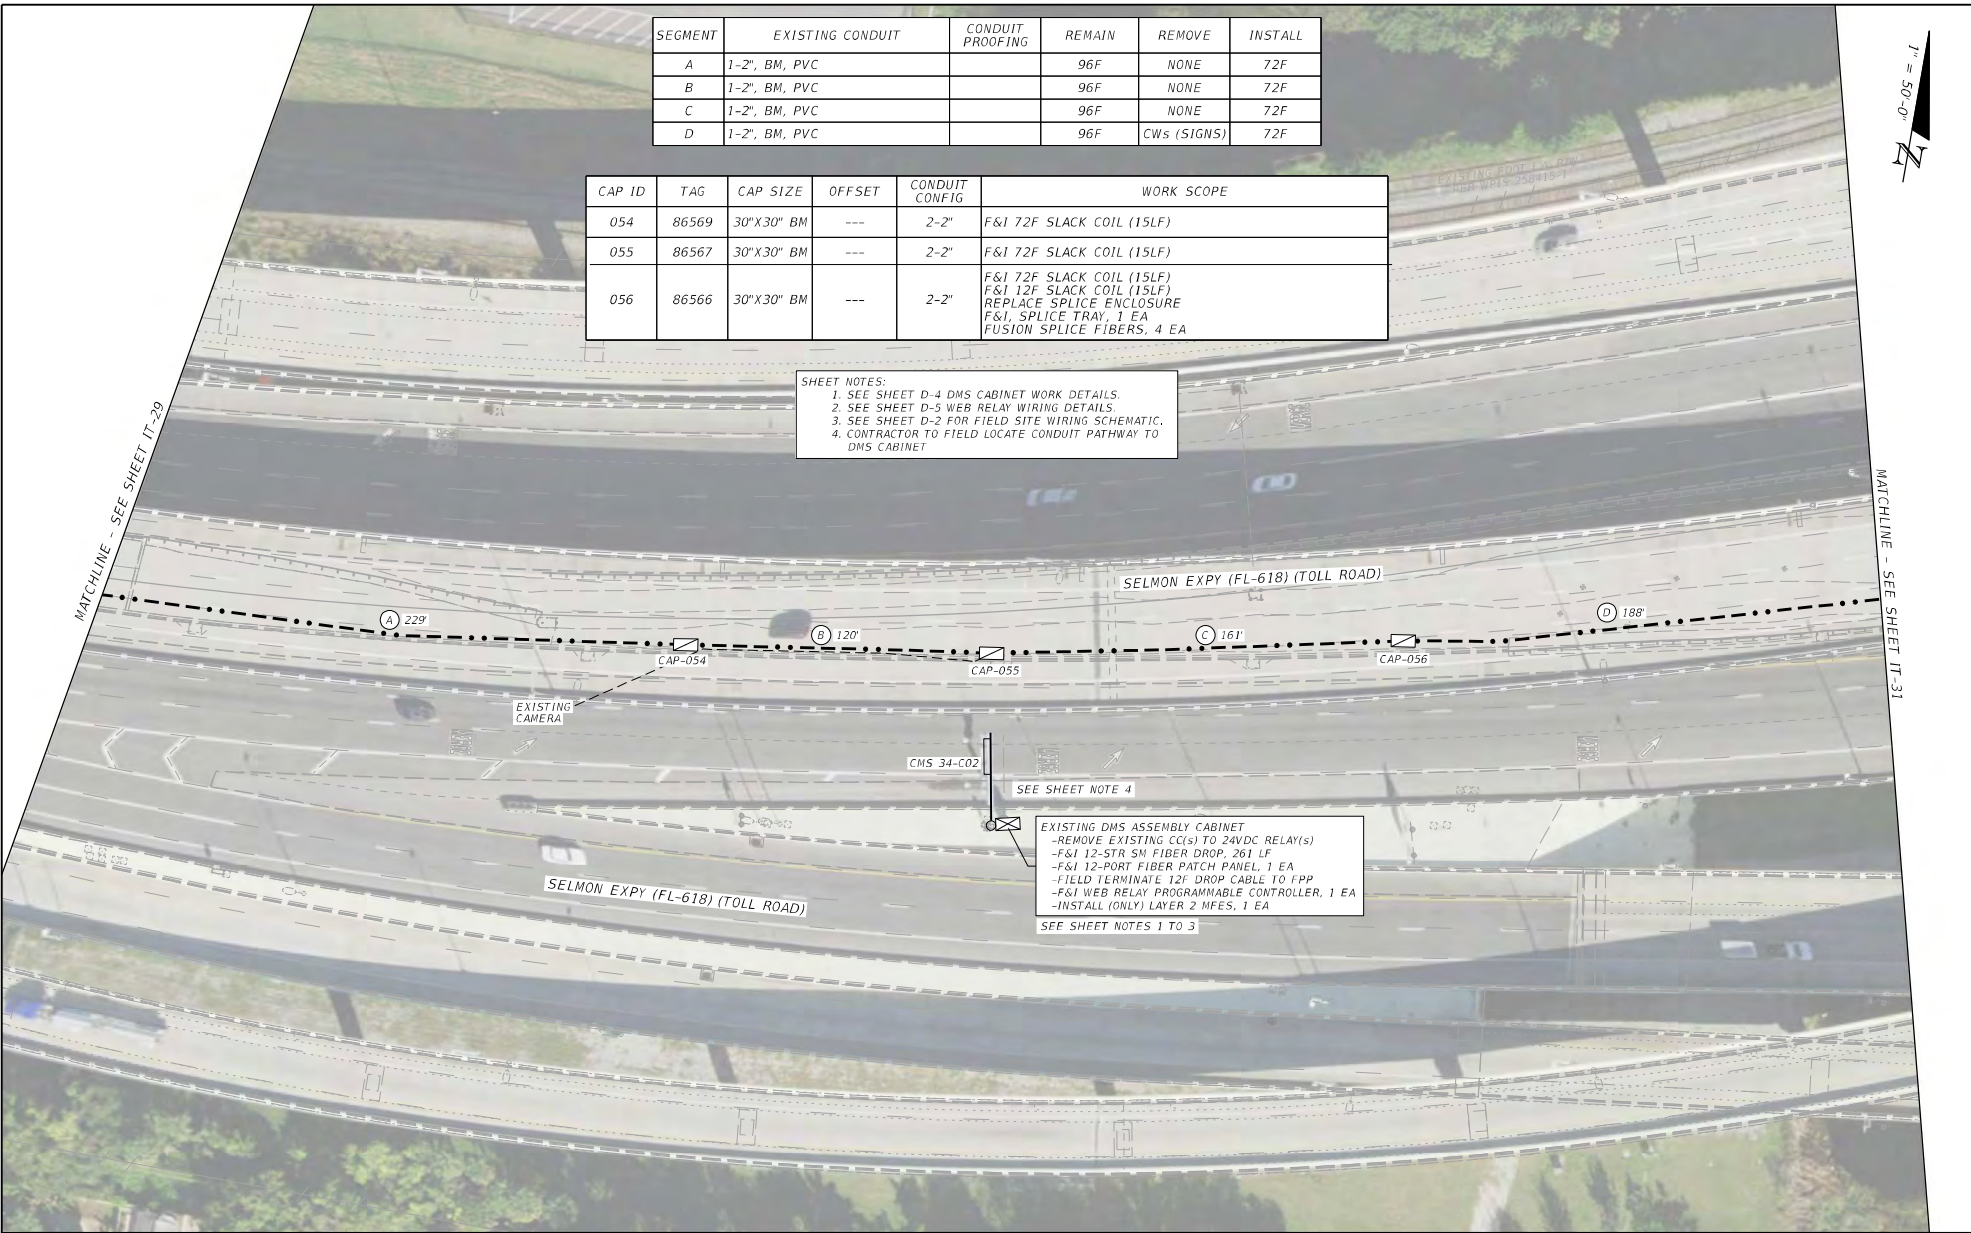 SEGMENT EXISTING CONDUIT CONDUIT PROOFING REMAIN REMOVE INSTALL
A 1-2", BM, PVC 96F NONE 72F
B 1-2", BM, PVC 96F NONE 72F
C 1-2", BM, PVC 96F NONE 72F
D 1-2", BM, PVC 96F CWs (SIGNS) 72F
1" = 50'-0"
N
CAP ID TAG CAP SIZE OFFSET CONDUIT CONFIG WORK SCOPE
054 86569 30"X30" BM --- 2-2" F&I 72F SLACK COIL (15LF)
055 86567 30"X30" BM --- 2-2" F&I 72F SLACK COIL (15LF)
056 86566 30"X30" BM --- 2-2" F&I 72F SLACK COIL (15LF)
F&I 12F SLACK COIL (15LF)
REPLACE SPLICE ENCLOSURE
F&I, SPLICE TRAY, 1 EA
FUSION SPLICE FIBERS, 4 EA
SHEET NOTES:
1. SEE SHEET D-4 DMS CABINET WORK DETAILS.
2. SEE SHEET D-5 WEB RELAY WIRING DETAILS.
3. SEE SHEET D-2 FOR FIELD SITE WIRING SCHEMATIC.
4. CONTRACTOR TO FIELD LOCATE CONDUIT PATHWAY TO
DMS CABINET
MATCHLINE - SEE SHEET IT-29
MATCHLINE - SEE SHEET IT-31
SELMON EXPY (FL-618) (TOLL ROAD)
A 229'
B 120'
C 161'
D 188'
CAP-054
CAP-055
CAP-056
EXISTING
CAMERA
CMS 34-C02
SEE SHEET NOTE 4
EXISTING DMS ASSEMBLY CABINET
-REMOVE EXISTING CC(s) TO 24VDC RELAY(s)
-F&I 12-STR SM FIBER DROP, 261 LF
-F&I 12-PORT FIBER PATCH PANEL, 1 EA
-FIELD TERMINATE 12F DROP CABLE TO FPP
-F&I WEB RELAY PROGRAMMABLE CONTROLLER, 1 EA
-INSTALL (ONLY) LAYER 2 MFES, 1 EA
SEE SHEET NOTES 1 TO 3
SELMON EXPY (FL-618) (TOLL ROAD)